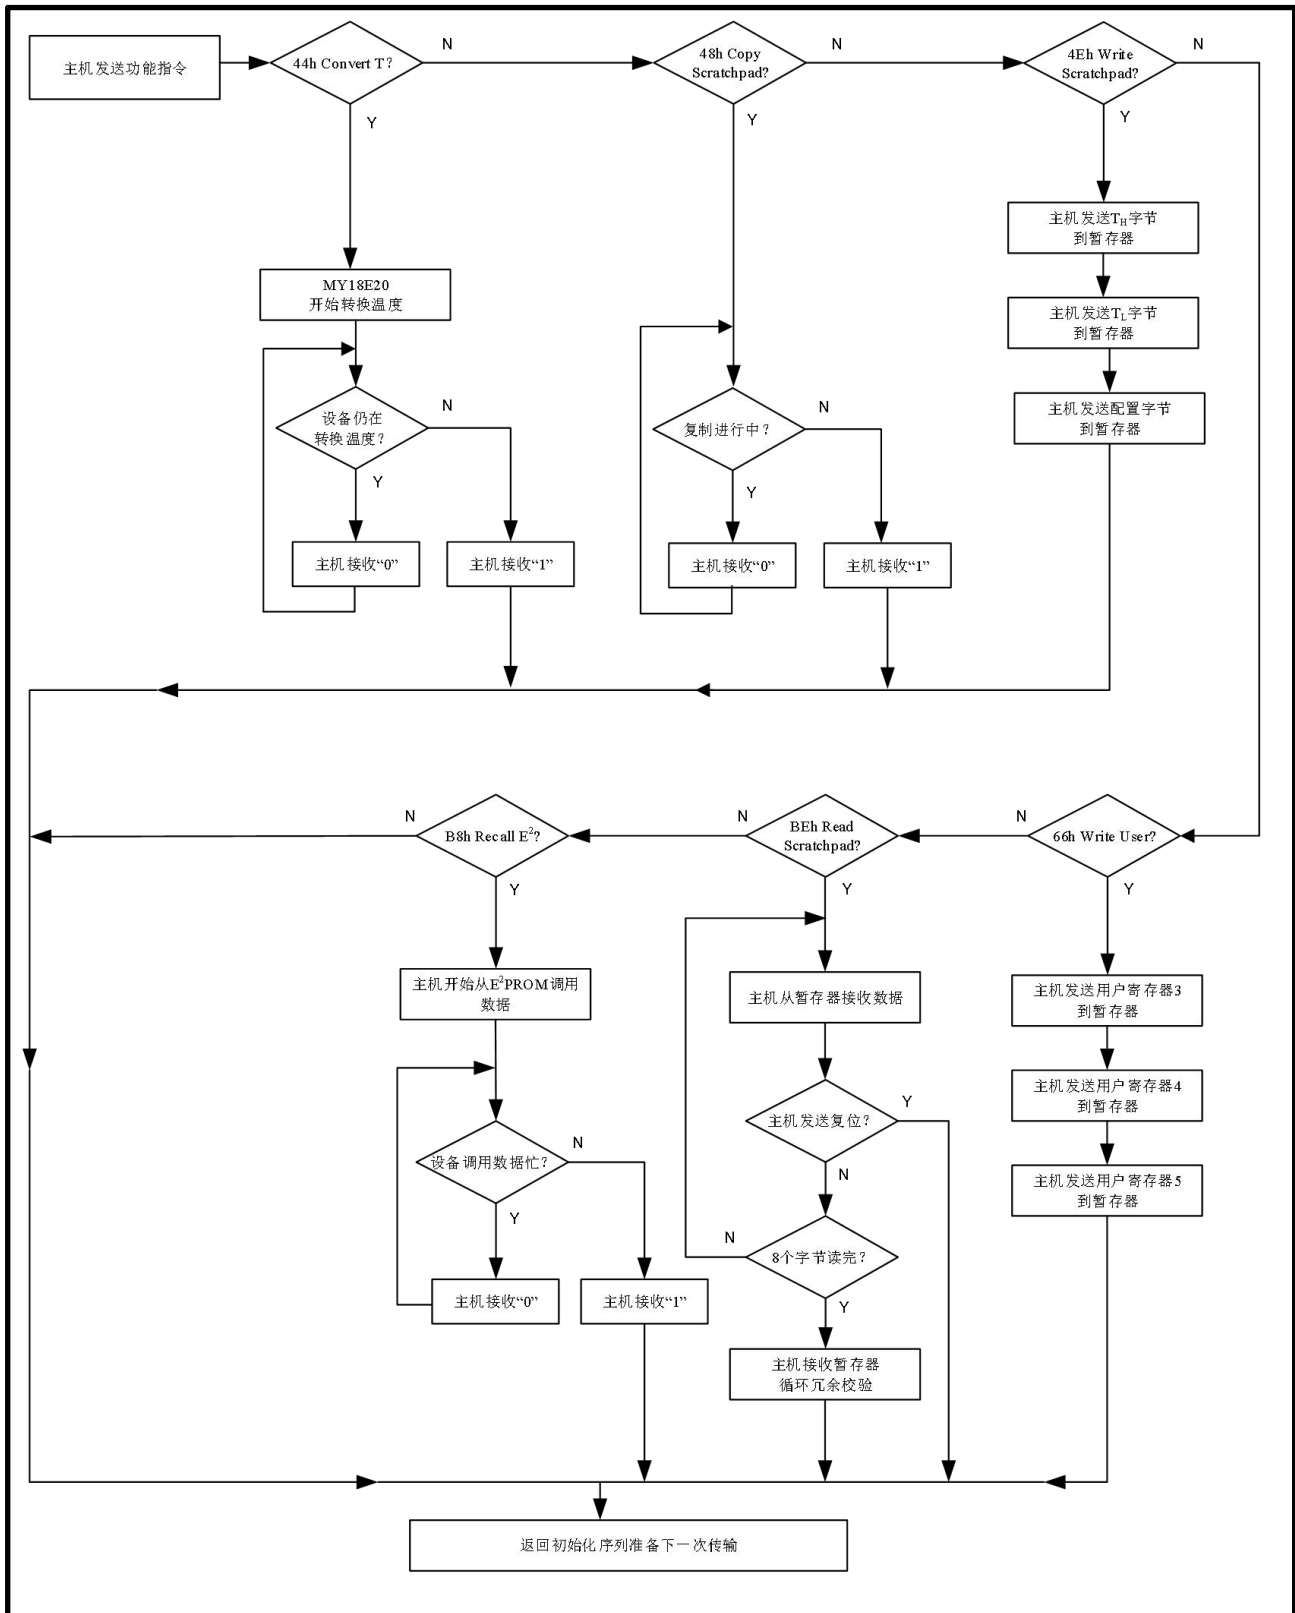 主机发送功能指令
44h Convert T?
N
Y
48h Copy
Scratchpad?
N
Y
4Eh Write
Scratchpad?
N
Y
MY18E20
开始转换温度
设备仍在
转换温度?
N
Y
主机接收“0”
主机接收“1”
复制进行中?
N
Y
主机接收“0”
主机接收“1”
主机发送T_H字节
到暂存器
主机发送T_L字节
到暂存器
主机发送配置字节
到暂存器
66h Write User?
N
Y
BEh Read
Scratchpad?
N
Y
B8h Recall E²?
N
Y
主机开始从E²PROM调用
数据
设备调用数据忙?
N
Y
主机接收“0”
主机接收“1”
主机从暂存器接收数据
主机发送复位?
Y
N
8个字节读完?
N
Y
主机接收暂存器
循环冗余校验
主机发送用户寄存器3
到暂存器
主机发送用户寄存器4
到暂存器
主机发送用户寄存器5
到暂存器
返回初始化序列准备下一次传输